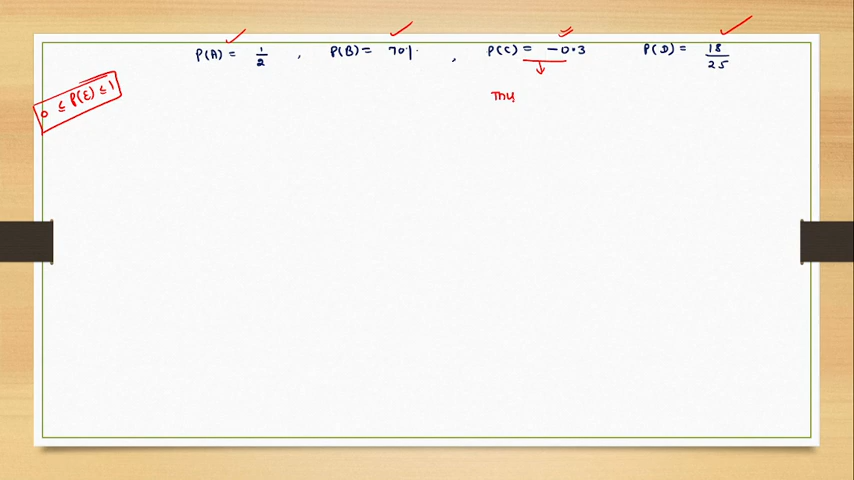 P(A) = 1/2 , P(B) = 70% , P(C) = -0.3 P(D) = 18/25
0 ≤ P(E) ≤ 1